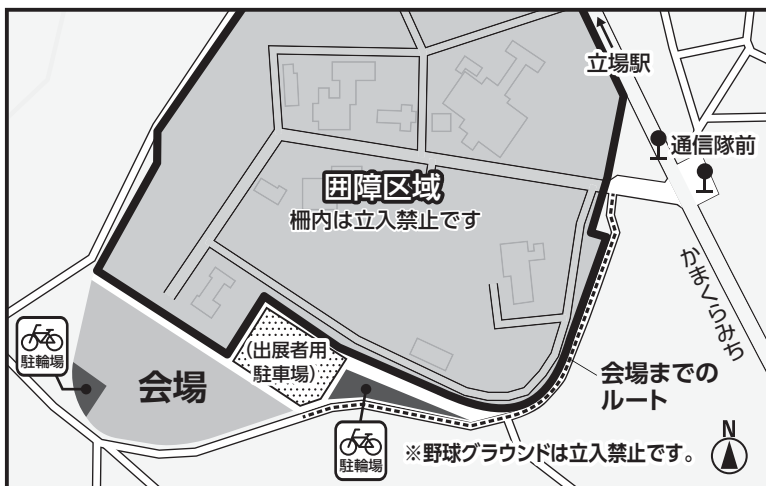 立場駅
通信隊前
囲障区域
柵内は立入禁止です
かまくらみち
駐輪場
(出展者用
駐車場)
会場
会場までの
ルート
駐輪場
※野球グラウンドは立入禁止です。
N